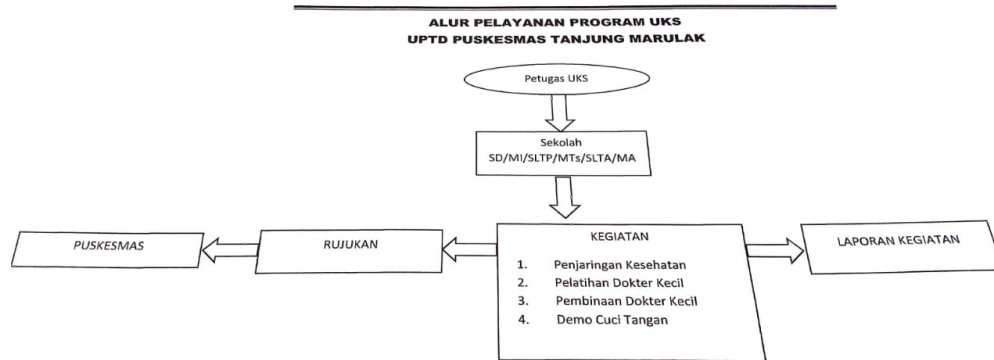 ALUR PELAYANAN PROGRAM UKS
UPTD PUSKESMAS TANJUNG MARULAK
Petugas UKS
Sekolah
SD/MI/SLTP/MTs/SLTA/MA
PUSKESMAS
RUJUKAN
KEGIATAN
1. Penjaringan Kesehatan
2. Pelatihan Dokter Kecil
3. Pembinaan Dokter Kecil
4. Demo Cuci Tangan
LAPORAN KEGIATAN